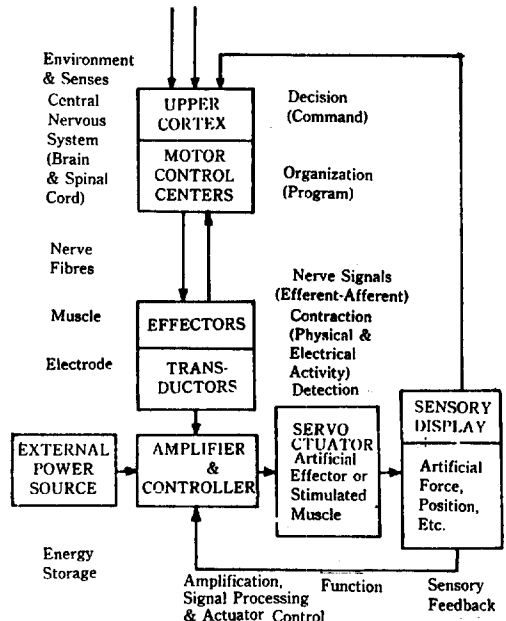 Environment
& Senses
Central
Nervous
System
(Brain
& Spinal
Cord)
UPPER
CORTEX
MOTOR
CONTROL
CENTERS
Decision
(Command)
Organization
(Program)
Nerve
Fibres
Muscle
Electrode
EFFECTORS
TRANS-
DUCTORS
Nerve Signals
(Efferent-Afferent)
Contraction
(Physical &
Electrical
Activity)
Detection
EXTERNAL
POWER
SOURCE
AMPLIFIER
&
CONTROLLER
SERVO
CTUATOR
Artificial
Effector or
Stimulated
Muscle
SENSORY
DISPLAY
Artificial
Force,
Position,
Etc.
Energy
Storage
Amplification,
Signal Processing
& Actuator Control
Function
Sensory
Feedback